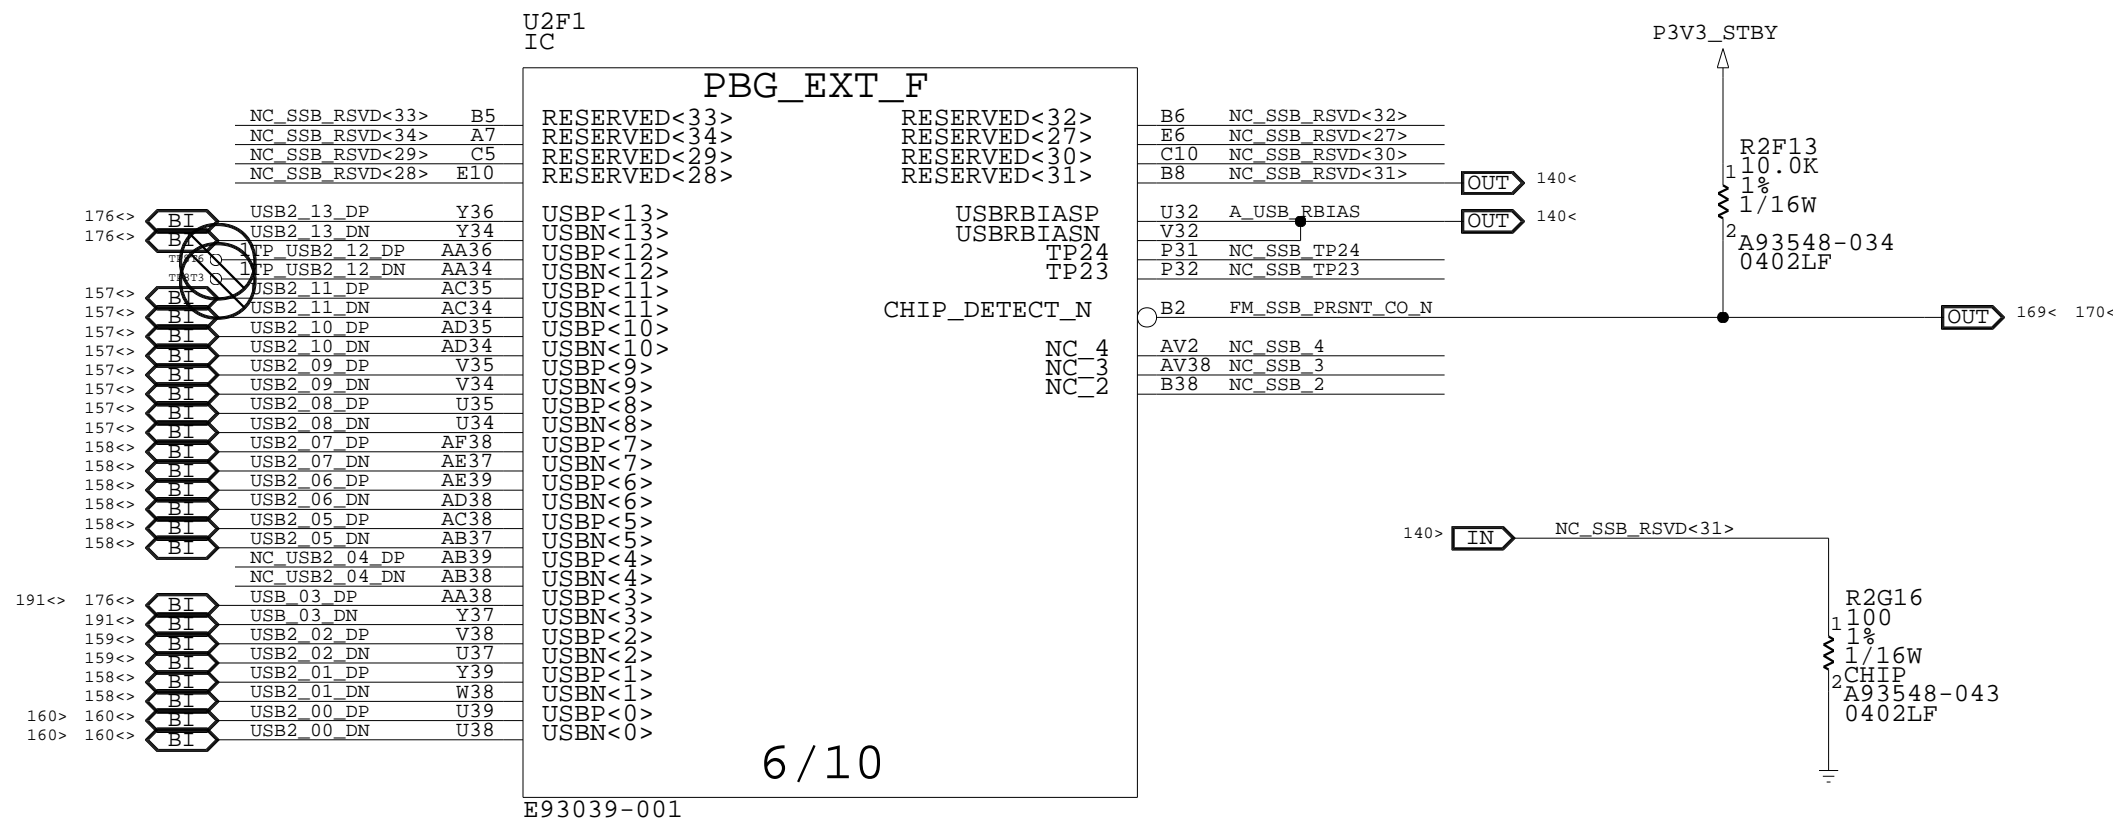 U2F1
IC
PBG_EXT_F
NC_SSB_RSVD<33> B5 RESERVED<33> RESERVED<32> B6 NC_SSB_RSVD<32>
NC_SSB_RSVD<34> A7 RESERVED<34> RESERVED<27> E6 NC_SSB_RSVD<27>
NC_SSB_RSVD<29> C5 RESERVED<29> RESERVED<30> C10 NC_SSB_RSVD<30>
NC_SSB_RSVD<28> E10 RESERVED<28> RESERVED<31> B8 NC_SSB_RSVD<31> OUT 140<
176<> BI USB2_13_DP Y36 USBP<13> USBRBIASP U32 A_USB_RBIAS OUT 140<
176<> BI USB2_13_DN Y34 USBN<13> USBRBIASN V32
1 TP_USB2_12_DP AA36 USBP<12> TP24 P31 NC_SSB_TP24
1 TP_USB2_12_DN AA34 USBN<12> TP23 P32 NC_SSB_TP23
157<> BI USB2_11_DP AC35 USBP<11>
157<> BI USB2_11_DN AC34 USBN<11> CHIP_DETECT_N B2 FM_SSB_PRSNT_CO_N OUT 169< 170<
157<> BI USB2_10_DP AD35 USBP<10>
157<> BI USB2_10_DN AD34 USBN<10> NC_4 AV2 NC_SSB_4
157<> BI USB2_09_DP V35 USBP<9> NC_3 AV38 NC_SSB_3
157<> BI USB2_09_DN V34 USBN<9> NC_2 B38 NC_SSB_2
157<> BI USB2_08_DP U35 USBP<8>
157<> BI USB2_08_DN U34 USBN<8>
158<> BI USB2_07_DP AF38 USBP<7>
158<> BI USB2_07_DN AE37 USBN<7>
158<> BI USB2_06_DP AE39 USBP<6>
158<> BI USB2_06_DN AD38 USBN<6>
158<> BI USB2_05_DP AC38 USBP<5>
158<> BI USB2_05_DN AB37 USBN<5>
NC_USB2_04_DP AB39 USBP<4>
NC_USB2_04_DN AB38 USBN<4>
191<> 176<> BI USB_03_DP AA38 USBP<3>
191<> BI USB_03_DN Y37 USBN<3>
159<> BI USB2_02_DP V38 USBP<2>
159<> BI USB2_02_DN U37 USBN<2>
158<> BI USB2_01_DP Y39 USBP<1>
158<> BI USB2_01_DN W38 USBN<1>
160> 160<> BI USB2_00_DP U39 USBP<0>
160> 160<> BI USB2_00_DN U38 USBN<0>
6/10
E93039-001
P3V3_STBY
R2F13
1 10.0K
1%
1/16W
2 A93548-034
0402LF
140> IN NC_SSB_RSVD<31>
R2G16
1 100
1%
1/16W
2 CHIP
A93548-043
0402LF